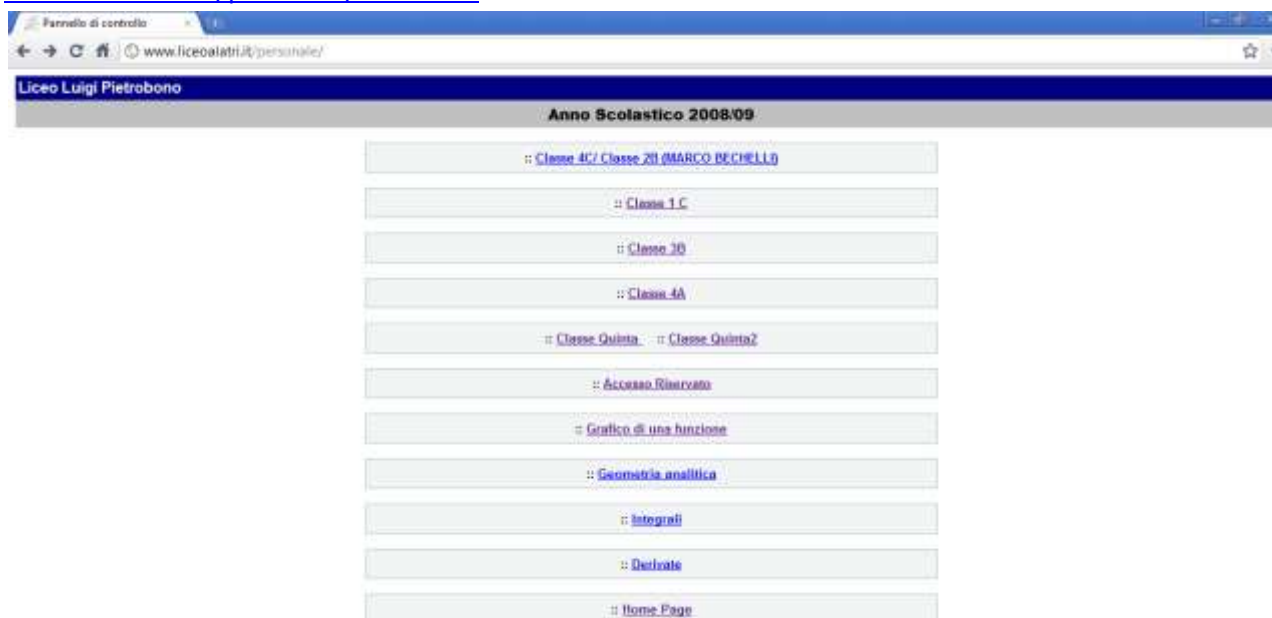 Pannello di controllo
www.liceoalatri.it/personale/
Liceo Luigi Pietrobono
Anno Scolastico 2008/09
:: Classe 4C/ Classe 2B (MARCO BECHELLI)
:: Classe 1 C
:: Classe 3B
:: Classe 4A
:: Classe Quinta :: Classe Quinta2
:: Accesso Riservato
:: Grafico di una funzione
:: Geometria analitica
:: Integrali
:: Derivate
:: Home Page